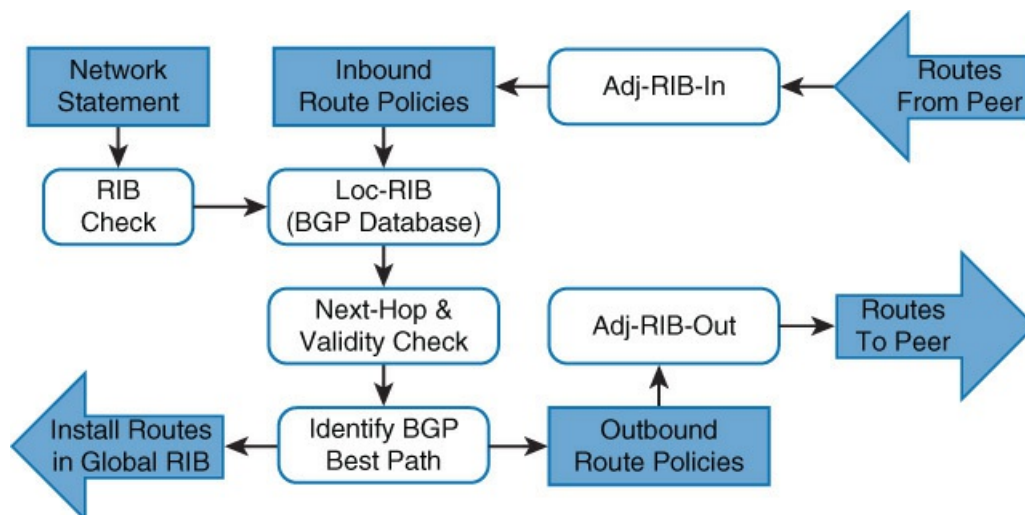 Network
Statement
Inbound
Route Policies
Adj-RIB-In
Routes
From Peer
RIB
Check
Loc-RIB
(BGP Database)
Next-Hop &
Validity Check
Adj-RIB-Out
Routes
To Peer
Install Routes
in Global RIB
Identify BGP
Best Path
Outbound
Route Policies